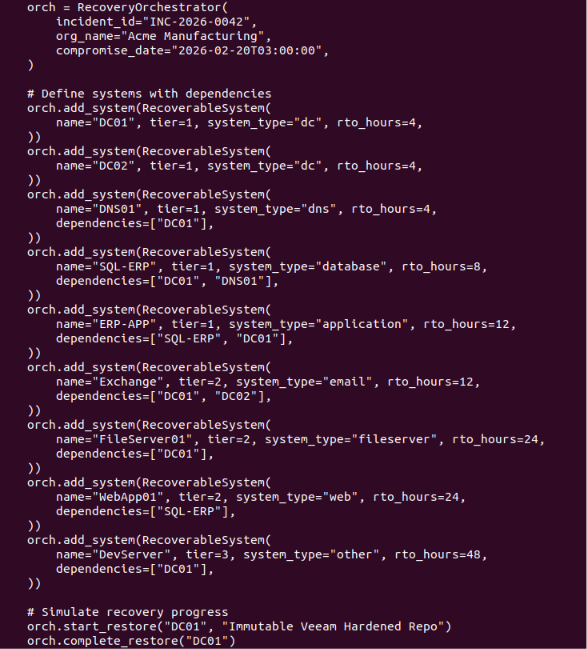 orch = RecoveryOrchestrator(
    incident_id="INC-2026-0042",
    org_name="Acme Manufacturing",
    compromise_date="2026-02-20T03:00:00",
)

# Define systems with dependencies
orch.add_system(RecoverableSystem(
    name="DC01", tier=1, system_type="dc", rto_hours=4,
))
orch.add_system(RecoverableSystem(
    name="DC02", tier=1, system_type="dc", rto_hours=4,
))
orch.add_system(RecoverableSystem(
    name="DNS01", tier=1, system_type="dns", rto_hours=4,
    dependencies=["DC01"],
))
orch.add_system(RecoverableSystem(
    name="SQL-ERP", tier=1, system_type="database", rto_hours=8,
    dependencies=["DC01", "DNS01"],
))
orch.add_system(RecoverableSystem(
    name="ERP-APP", tier=1, system_type="application", rto_hours=12,
    dependencies=["SQL-ERP", "DC01"],
))
orch.add_system(RecoverableSystem(
    name="Exchange", tier=2, system_type="email", rto_hours=12,
    dependencies=["DC01", "DC02"],
))
orch.add_system(RecoverableSystem(
    name="FileServer01", tier=2, system_type="fileserver", rto_hours=24,
    dependencies=["DC01"],
))
orch.add_system(RecoverableSystem(
    name="WebApp01", tier=2, system_type="web", rto_hours=24,
    dependencies=["SQL-ERP"],
))
orch.add_system(RecoverableSystem(
    name="DevServer", tier=3, system_type="other", rto_hours=48,
    dependencies=["DC01"],
))

# Simulate recovery progress
orch.start_restore("DC01", "Immutable Veeam Hardened Repo")
orch.complete_restore("DC01")